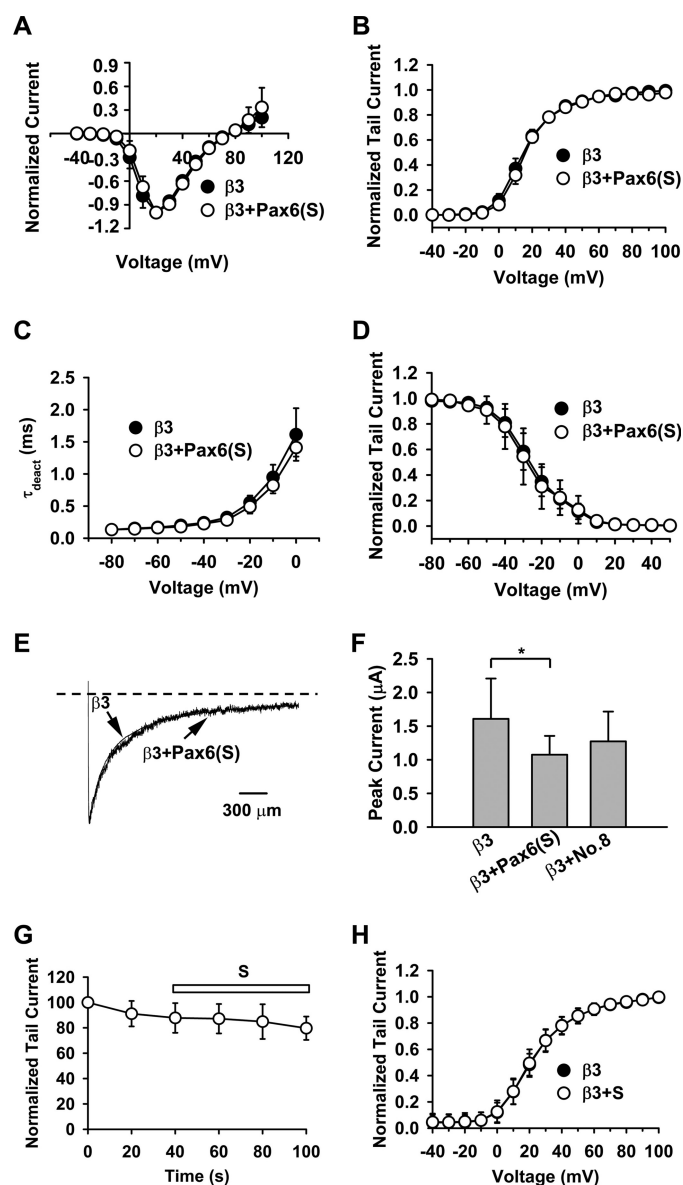 A
Normalized Current
0.9
0.6
0.3
-0.3
-0.6
-0.9
-1.2
-40
40
80
120
β3
β3+Pax6(S)
Voltage (mV)
B
Normalized Tail Current
1.2
1.0
0.8
0.6
0.4
0.2
0.0
β3
β3+Pax6(S)
-40 -20 0 20 40 60 80 100
Voltage (mV)
C
τdeact (ms)
2.5
2.0
1.5
1.0
0.5
0.0
β3
β3+Pax6(S)
-80 -60 -40 -20 0
Voltage (mV)
D
Normalized Tail Current
1.2
1.0
0.8
0.6
0.4
0.2
0.0
β3
β3+Pax6(S)
-80 -60 -40 -20 0 20 40
Voltage (mV)
E
β3
β3+Pax6(S)
300 μm
F
Peak Current (μA)
2.5
2.0
1.5
1.0
0.5
0.0
*
β3
β3+Pax6(S)
β3+No.8
G
Normalized Tail Current
120
100
80
60
40
20
0
S
0 20 40 60 80 100
Time (s)
H
Normalized Tail Current
1.2
1.0
0.8
0.6
0.4
0.2
0.0
β3
β3+S
-40 -20 0 20 40 60 80 100
Voltage (mV)